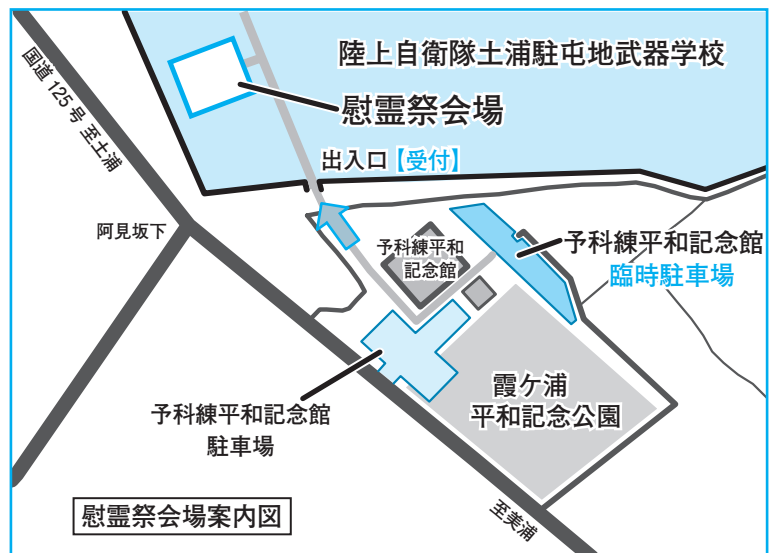 陸上自衛隊土浦駐屯地武器学校
慰霊祭会場
国道125号 至土浦
出入口【受付】
阿見坂下
予科練平和
記念館
予科練平和記念館
臨時駐車場
霞ケ浦
平和記念公園
予科練平和記念館
駐車場
慰霊祭会場案内図
至美浦